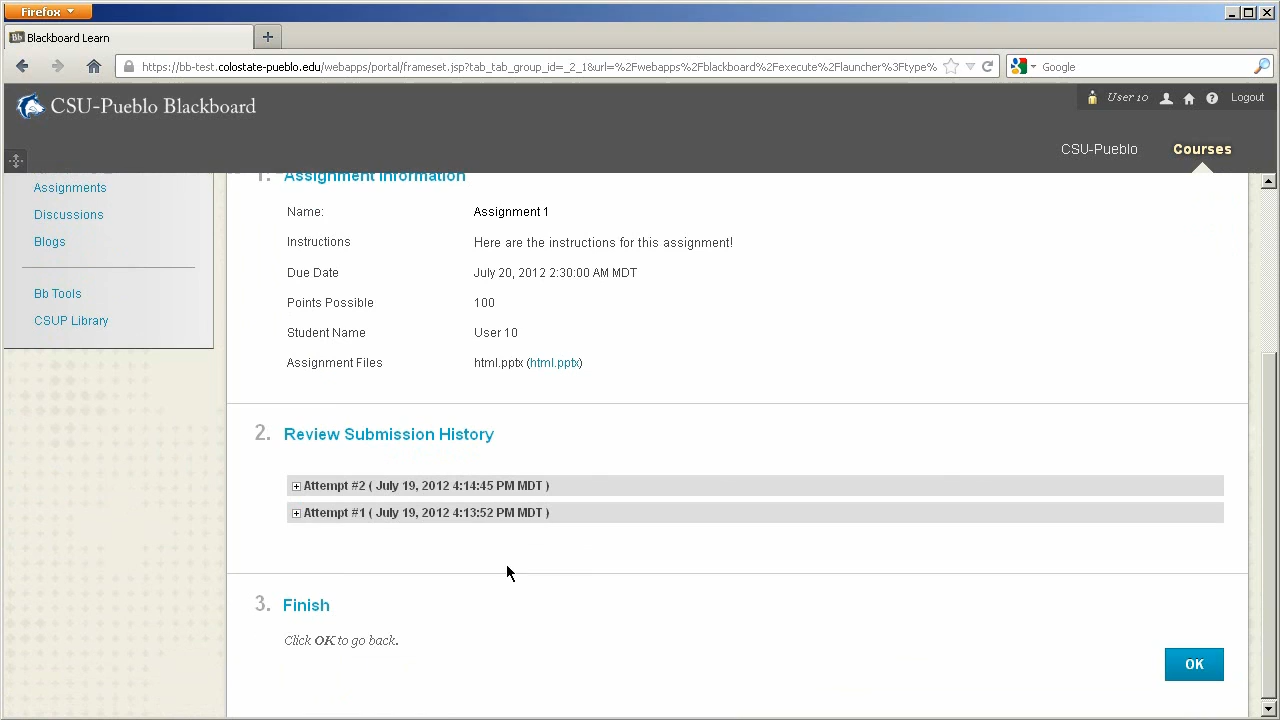 Firefox
Blackboard Learn
https://bb-test.colostate-pueblo.edu/webapps/portal/frameset.jsp?tab_tab_group_id=_2_1&url=%2Fwebapps%2Fblackboard%2Fexecute%2Flauncher%3Ftype%
Google
CSU-Pueblo Blackboard
User 10
Logout
CSU-Pueblo
Courses
Assignments
Discussions
Blogs
Bb Tools
CSUP Library
1. Assignment Information
Name: Assignment 1
Instructions Here are the instructions for this assignment!
Due Date July 20, 2012 2:30:00 AM MDT
Points Possible 100
Student Name User 10
Assignment Files html.pptx (html.pptx)
2. Review Submission History
Attempt #2 ( July 19, 2012 4:14:45 PM MDT )
Attempt #1 ( July 19, 2012 4:13:52 PM MDT )
3. Finish
Click OK to go back.
OK